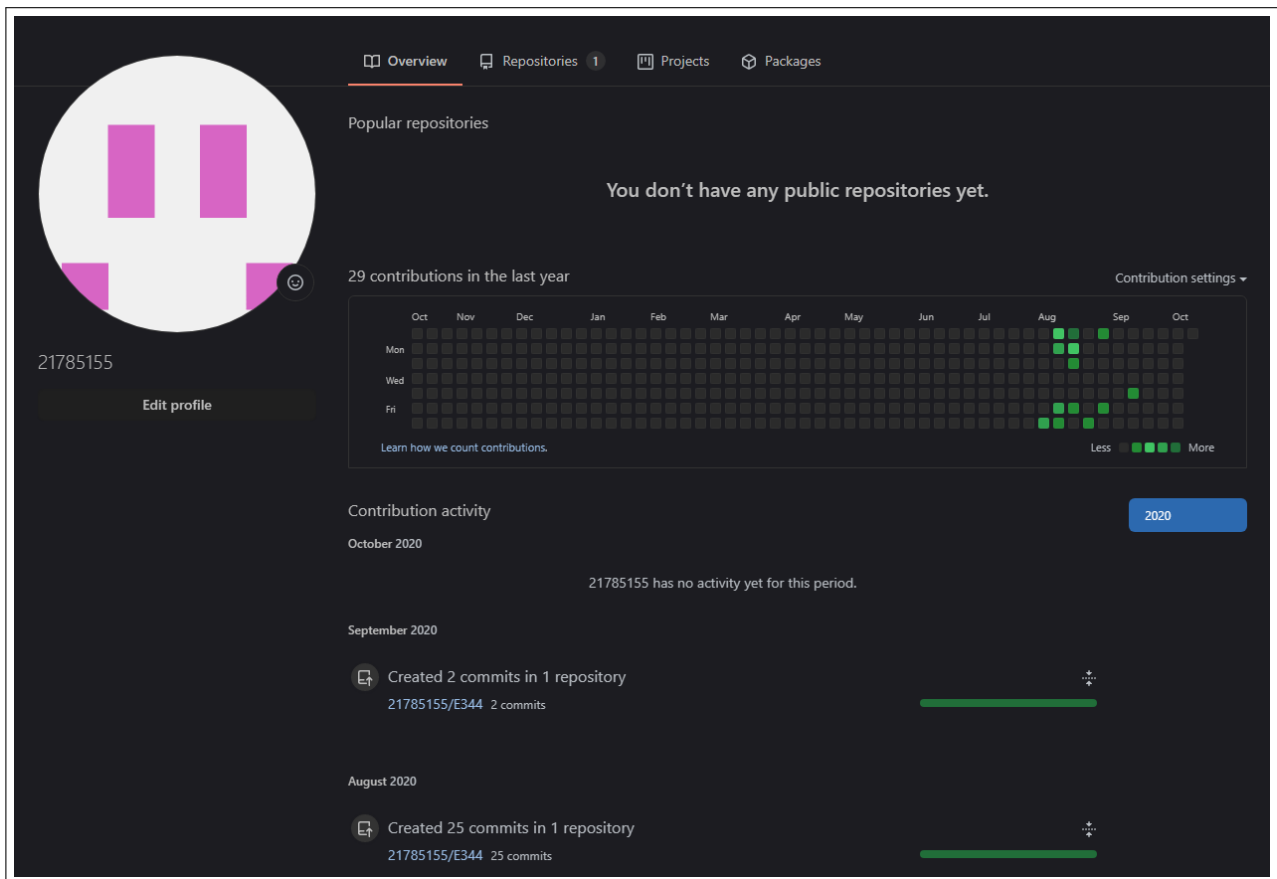 Overview Repositories 1 Projects Packages
Popular repositories
You don't have any public repositories yet.
29 contributions in the last year
Contribution settings
Oct Nov Dec Jan Feb Mar Apr May Jun Jul Aug Sep Oct
Mon
Wed
Fri
Learn how we count contributions.
Less More
21785155
Edit profile
Contribution activity
2020
October 2020
21785155 has no activity yet for this period.
September 2020
Created 2 commits in 1 repository
21785155/E344 2 commits
August 2020
Created 25 commits in 1 repository
21785155/E344 25 commits